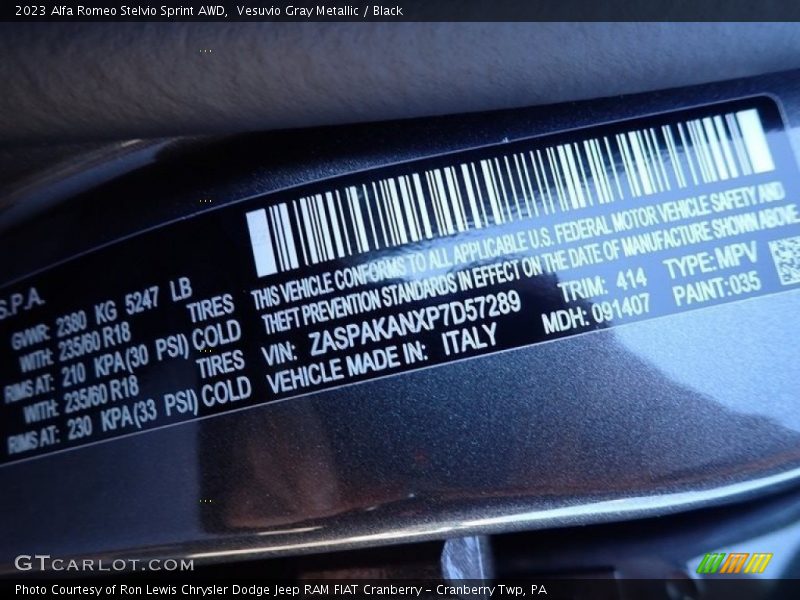 2023 Alfa Romeo Stelvio Sprint AWD, Vesuvio Gray Metallic / Black
S.P.A.
GVWR: 2380 KG 5247 LB
WITH: 235/60 R18 TIRES
RIMS AT: 210 KPA(30 PSI) COLD
WITH: 235/60 R18 TIRES
RIMS AT: 230 KPA(33 PSI) COLD
THIS VEHICLE CONFORMS TO ALL APPLICABLE U.S. FEDERAL MOTOR VEHICLE SAFETY AND
THEFT PREVENTION STANDARDS IN EFFECT ON THE DATE OF MANUFACTURE SHOWN ABOVE.
VIN: ZASPAKANXP7D57289 TRIM: 414 TYPE: MPV
VEHICLE MADE IN: ITALY MDH: 091407 PAINT: 035
GTCARLOT.COM
Photo Courtesy of Ron Lewis Chrysler Dodge Jeep RAM FIAT Cranberry – Cranberry Twp, PA